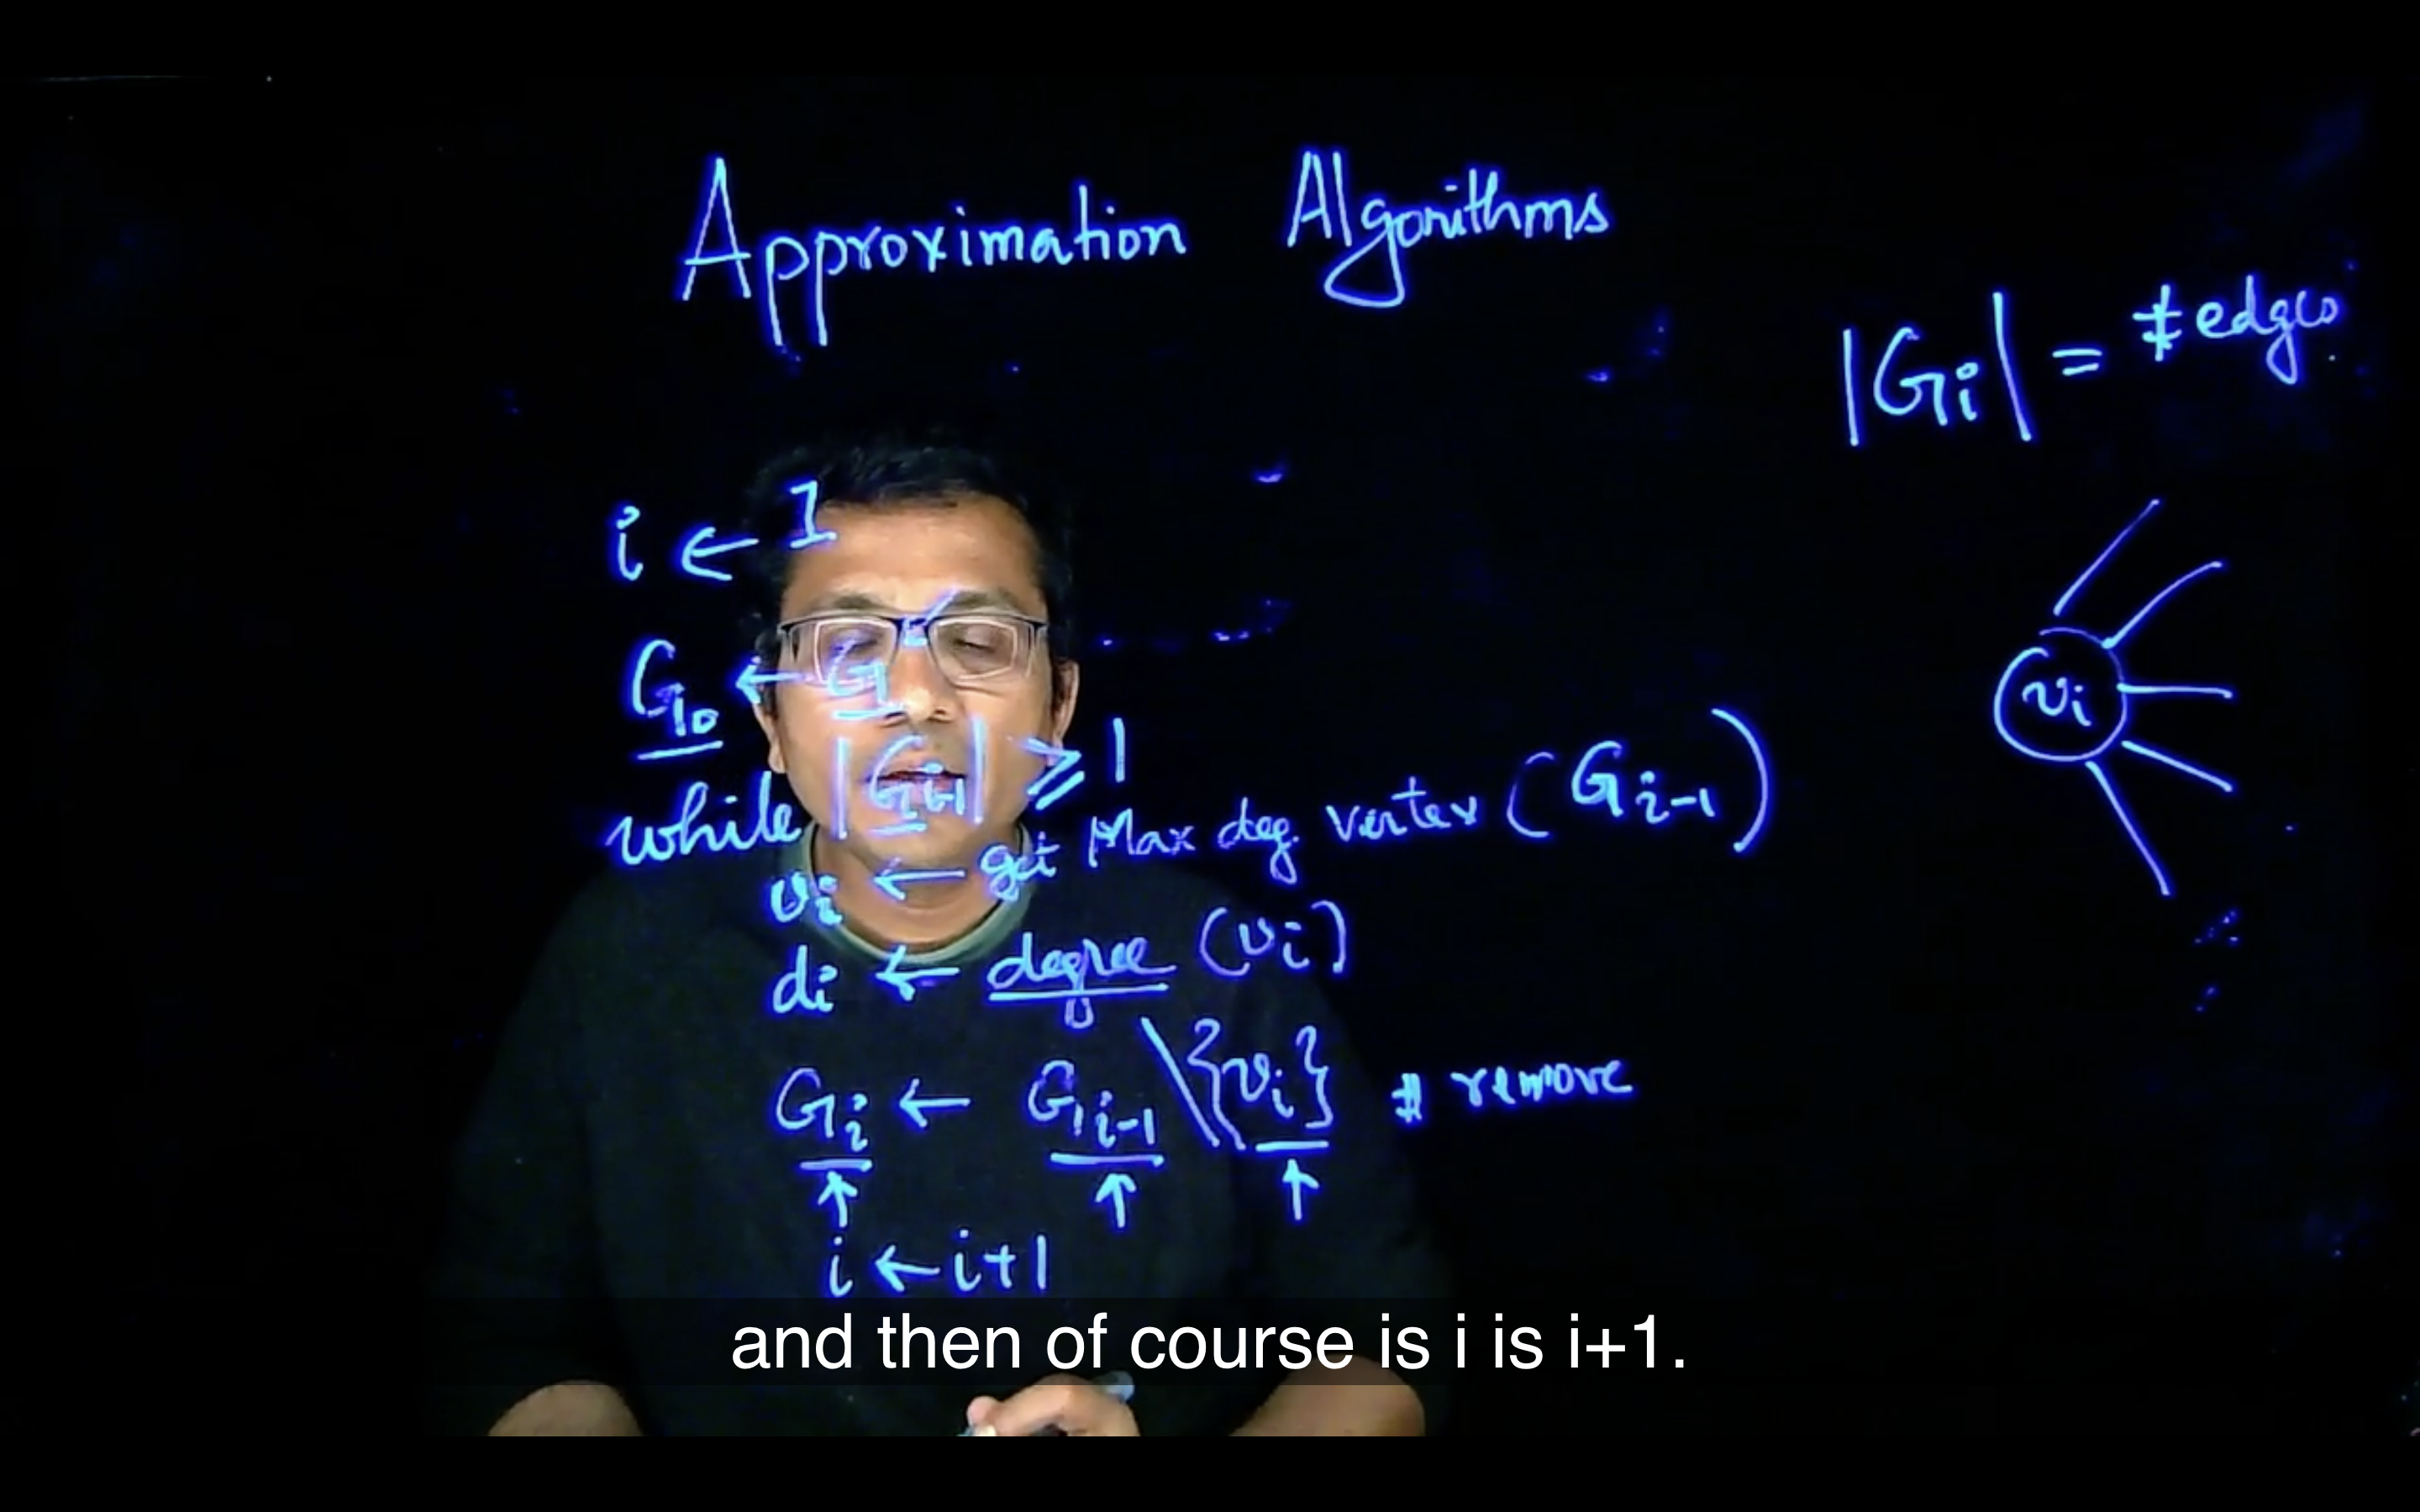 Approximation Algorithms
|Gi| = # edges
i ← 1
G0 ← G
while |Gi-1| ≥ 1
vi ← get Max deg. vertex (Gi-1)
di ← degree (vi)
Gi ← Gi-1 \ {vi} # remove
i ← i+1
vi
and then of course is i is i+1.